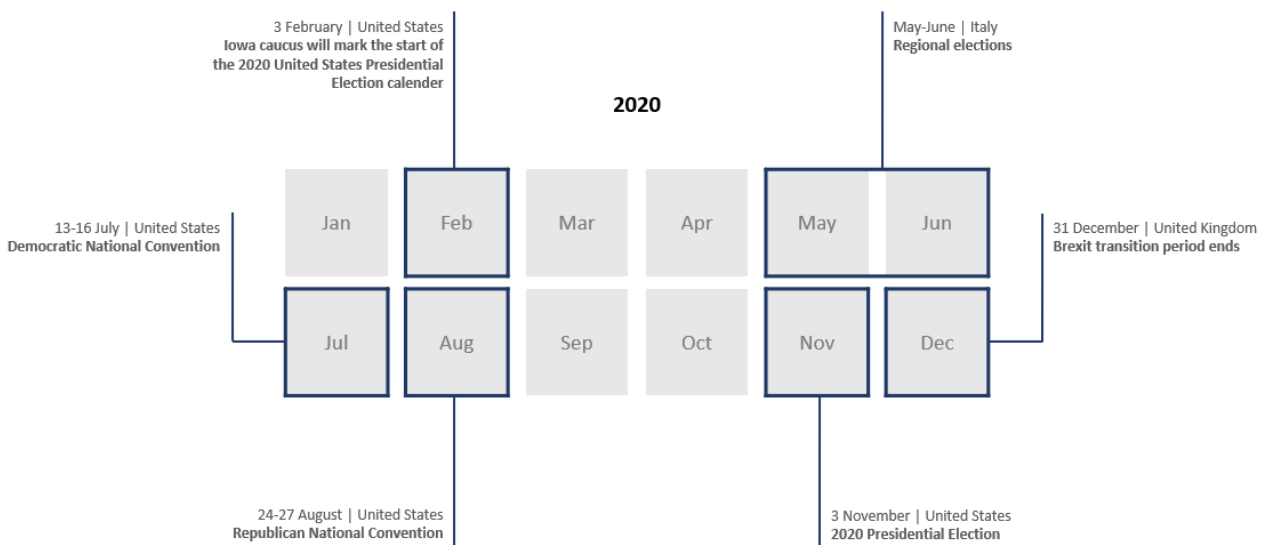 3 February | United States
Iowa caucus will mark the start of
the 2020 United States Presidential
Election calender
May-June | Italy
Regional elections
2020
Jan
Feb
Mar
Apr
May
Jun
13-16 July | United States
Democratic National Convention
31 December | United Kingdom
Brexit transition period ends
Jul
Aug
Sep
Oct
Nov
Dec
24-27 August | United States
Republican National Convention
3 November | United States
2020 Presidential Election